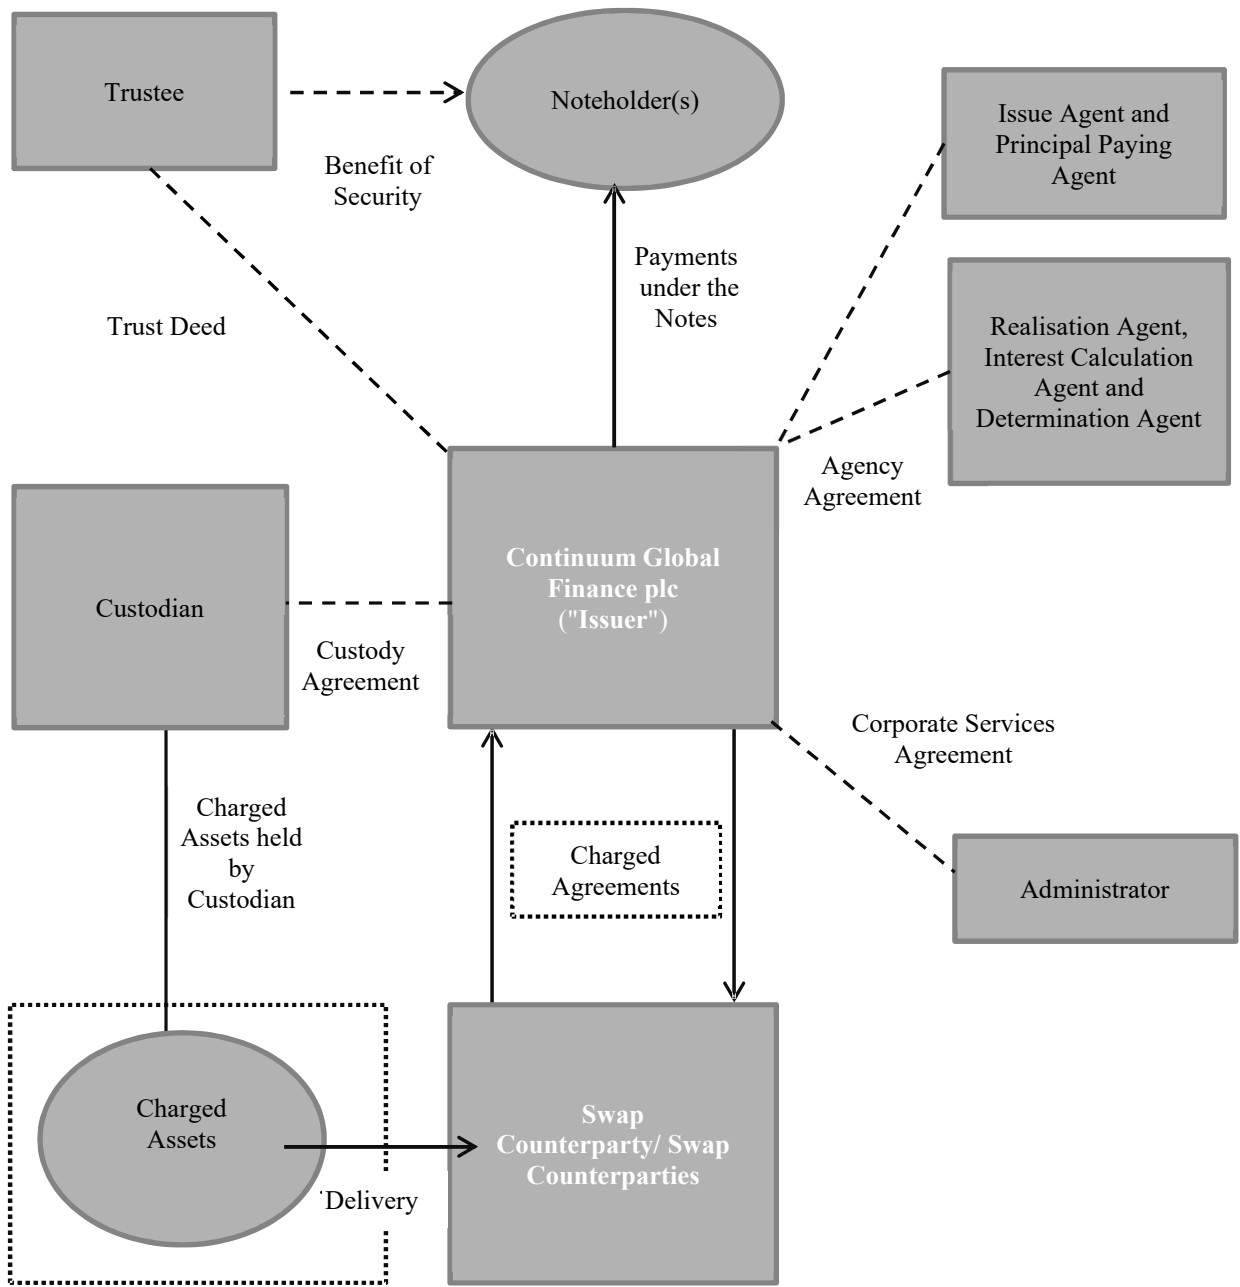 Trustee
Noteholder(s)
Issue Agent and
Principal Paying
Agent
Benefit of
Security
Payments
under the
Notes
Trust Deed
Realisation Agent,
Interest Calculation
Agent and
Determination Agent
Agency
Agreement
Continuum Global
Finance plc
("Issuer")
Custodian
Custody
Agreement
Corporate Services
Agreement
Charged
Assets held
by
Custodian
Charged
Agreements
Administrator
Charged
Assets
Swap
Counterparty/ Swap
Counterparties
Delivery